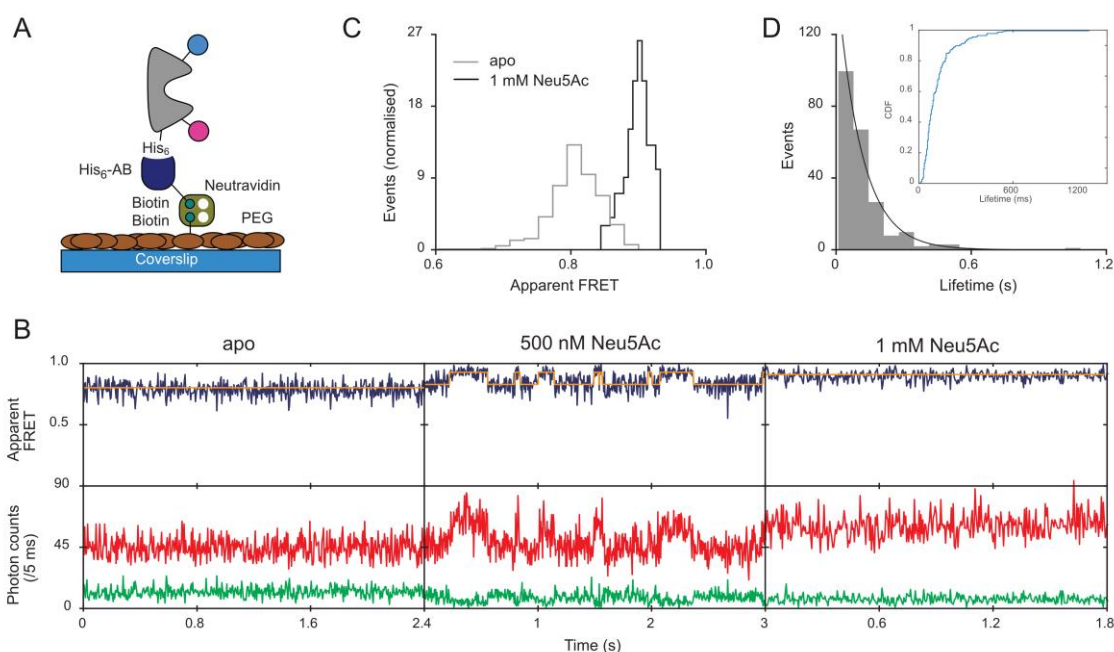 A
His6
His6-AB
Neutravidin
Biotin
Biotin
PEG
Coverslip
C
27
18
9
0
Events (normalised)
apo
1 mM Neu5Ac
0.6
0.8
1.0
Apparent FRET
D
120
80
40
0
Events
0
0.6
1.2
Lifetime (s)
1
0.8
0.6
0.4
0.2
0
CDF
0
600
1200
Lifetime (ms)
B
apo
500 nM Neu5Ac
1 mM Neu5Ac
1.0
0.5
Apparent
FRET
90
45
0
Photon counts
(/5 ms)
0
0.8
1.6
2.4
1
2
3
0.6
1.2
1.8
Time (s)